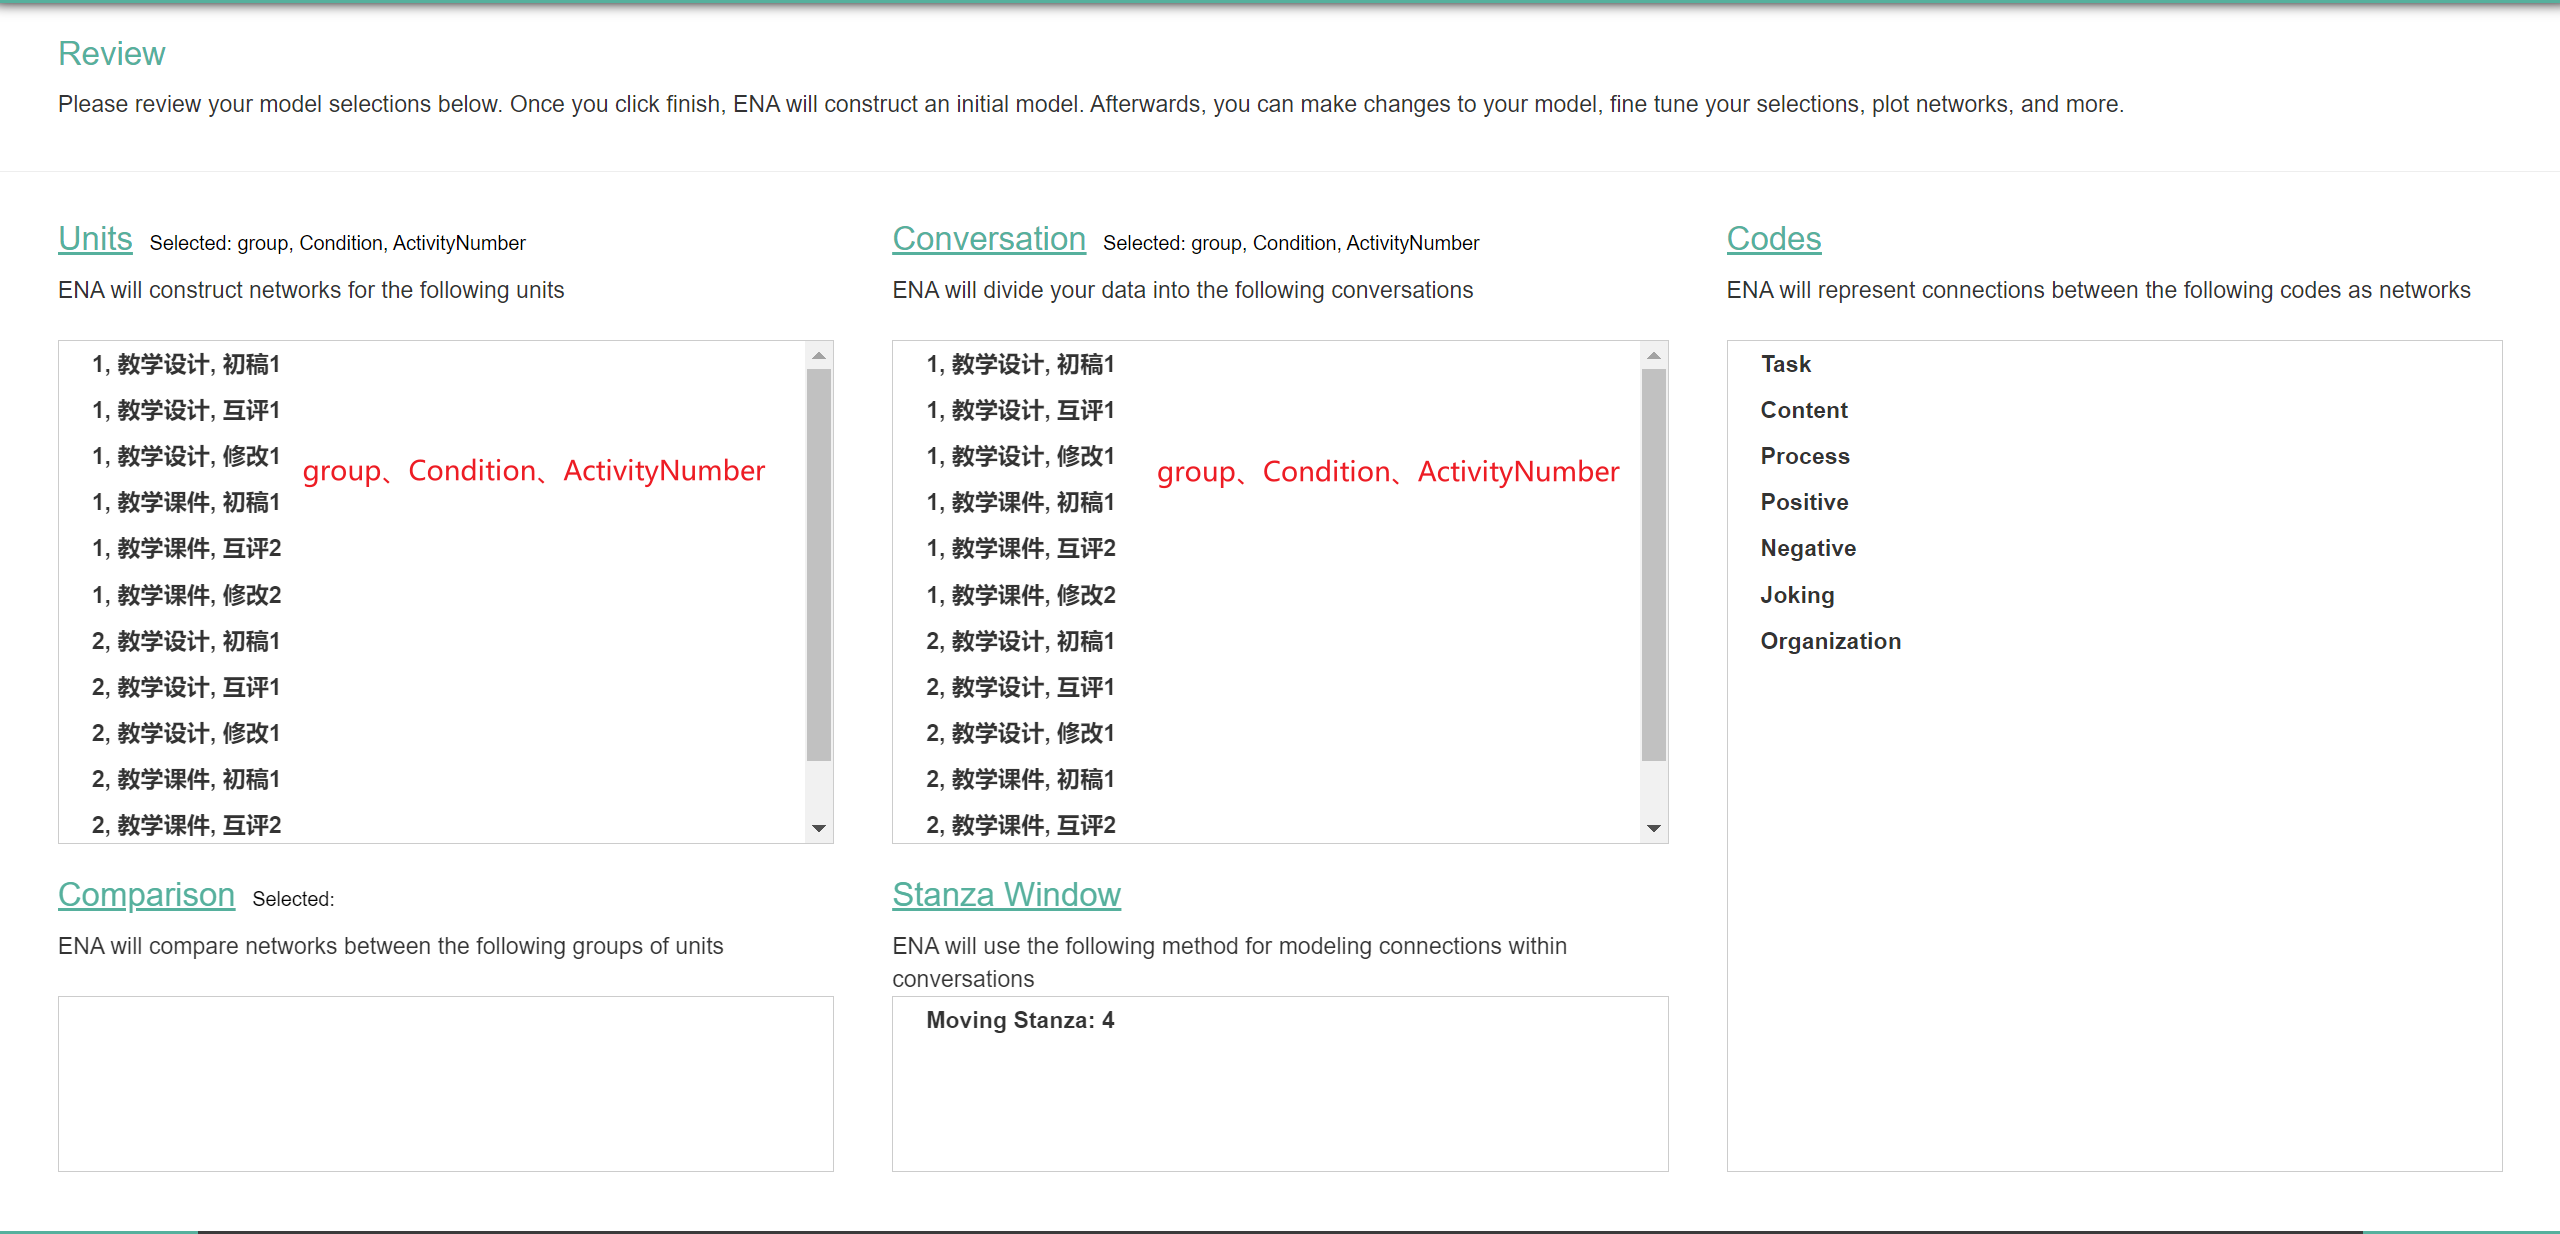 Review
Please review your model selections below. Once you click finish, ENA will construct an initial model. Afterwards, you can make changes to your model, fine tune your selections, plot networks, and more.
Units Selected: group, Condition, ActivityNumber
ENA will construct networks for the following units
1, 教学设计, 初稿1
1, 教学设计, 互评1
1, 教学设计, 修改1
group、Condition、ActivityNumber
1, 教学课件, 初稿1
1, 教学课件, 互评2
1, 教学课件, 修改2
2, 教学设计, 初稿1
2, 教学设计, 互评1
2, 教学设计, 修改1
2, 教学课件, 初稿1
2, 教学课件, 互评2
Conversation Selected: group, Condition, ActivityNumber
ENA will divide your data into the following conversations
1, 教学设计, 初稿1
1, 教学设计, 互评1
1, 教学设计, 修改1
group、Condition、ActivityNumber
1, 教学课件, 初稿1
1, 教学课件, 互评2
1, 教学课件, 修改2
2, 教学设计, 初稿1
2, 教学设计, 互评1
2, 教学设计, 修改1
2, 教学课件, 初稿1
2, 教学课件, 互评2
Codes
ENA will represent connections between the following codes as networks
Task
Content
Process
Positive
Negative
Joking
Organization
Comparison Selected:
ENA will compare networks between the following groups of units
Stanza Window
ENA will use the following method for modeling connections within
conversations
Moving Stanza: 4